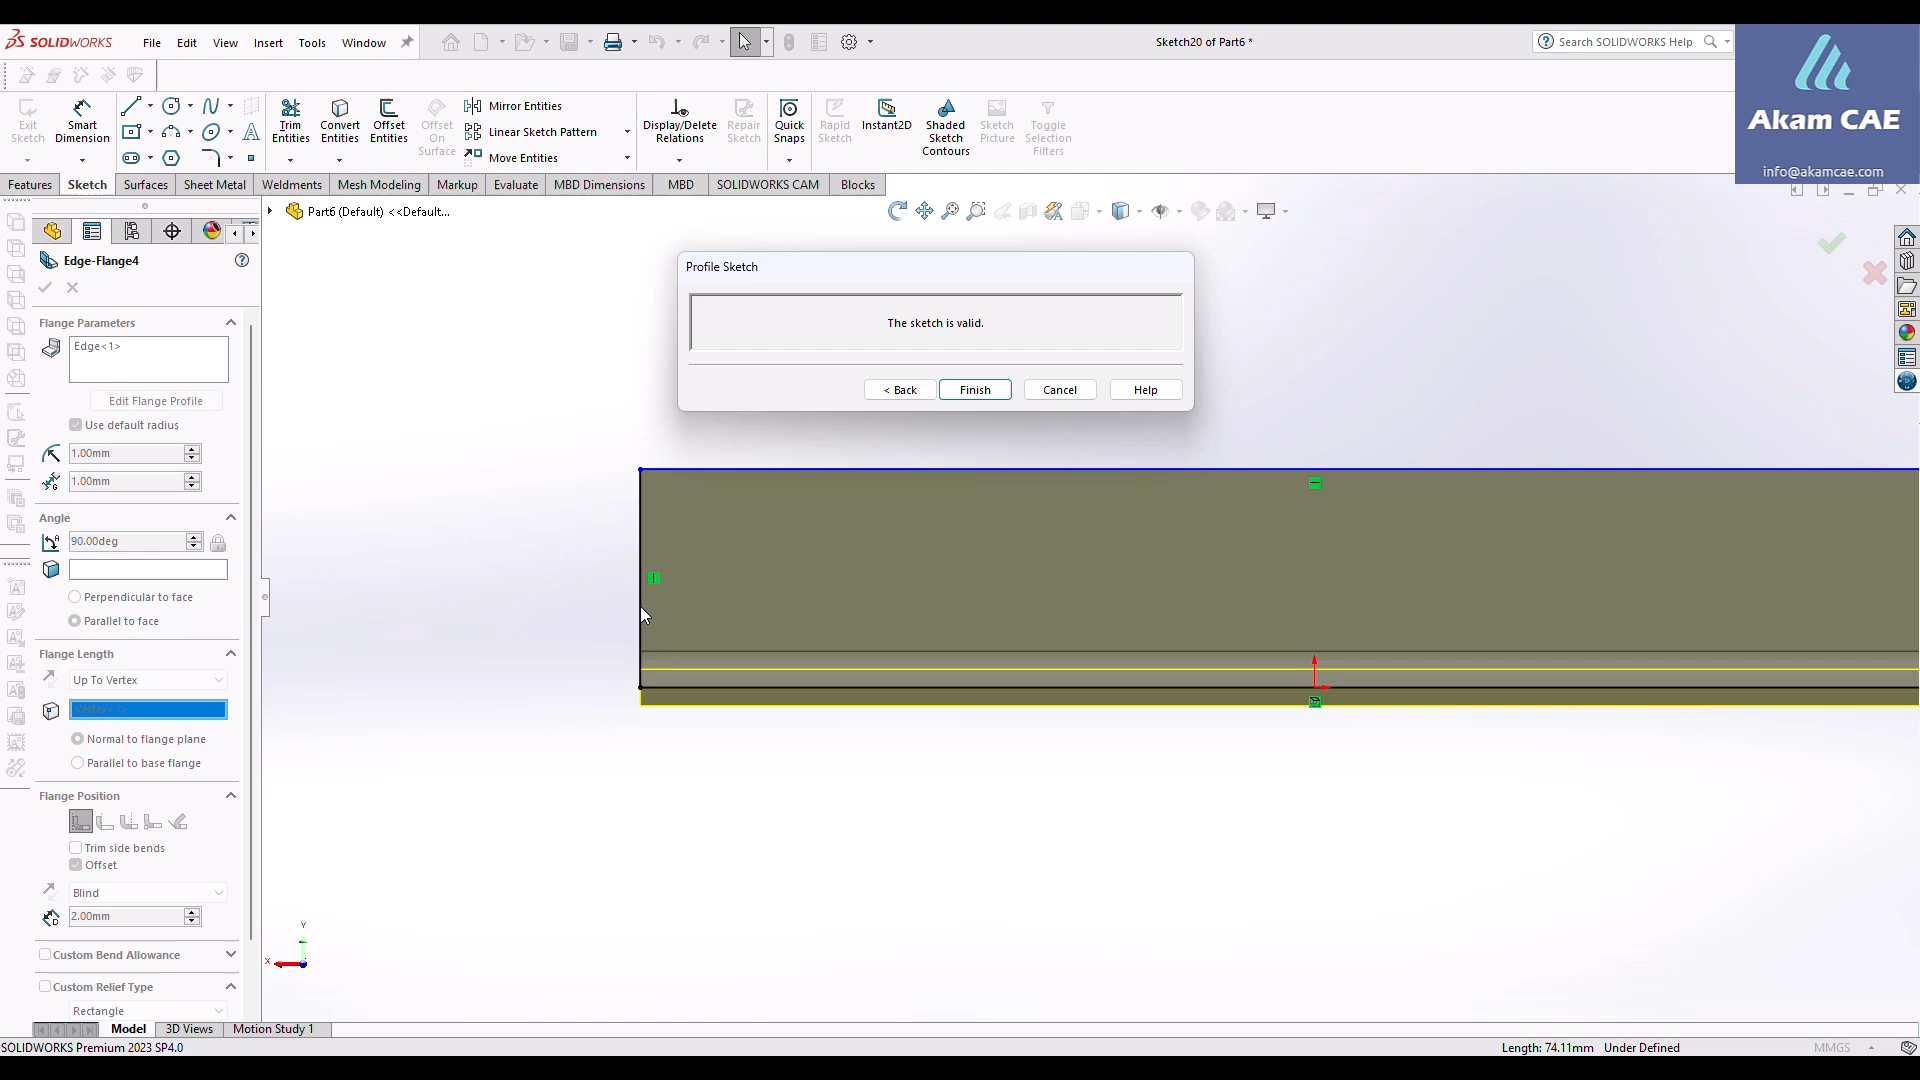 SOLIDWORKS
File Edit View Insert Tools Window
Sketch20 of Part6 *
Search SOLIDWORKS Help
Akam CAE
info@akamcae.com
Exit Sketch
Smart Dimension
Trim Entities
Convert Entities
Offset Entities
Offset On Surface
Mirror Entities
Linear Sketch Pattern
Move Entities
Display/Delete Relations
Repair Sketch
Quick Snaps
Rapid Sketch
Instant2D
Shaded Sketch Contours
Sketch Picture
Toggle Selection Filters
Features Sketch Surfaces Sheet Metal Weldments Mesh Modeling Markup Evaluate MBD Dimensions MBD SOLIDWORKS CAM Blocks
Part6 (Default) <<Default...
Edge-Flange4
Flange Parameters
Edge<1>
Edit Flange Profile
Use default radius
1.00mm
1.00mm
Angle
90.00deg
Perpendicular to face
Parallel to face
Flange Length
Up To Vertex
Vertex<1>
Normal to flange plane
Parallel to base flange
Flange Position
Trim side bends
Offset
Blind
2.00mm
Custom Bend Allowance
Custom Relief Type
Rectangle
Profile Sketch
The sketch is valid.
< Back Finish Cancel Help
Y
X
Model 3D Views Motion Study 1
SOLIDWORKS Premium 2023 SP4.0
Length: 74.11mm Under Defined MMGS